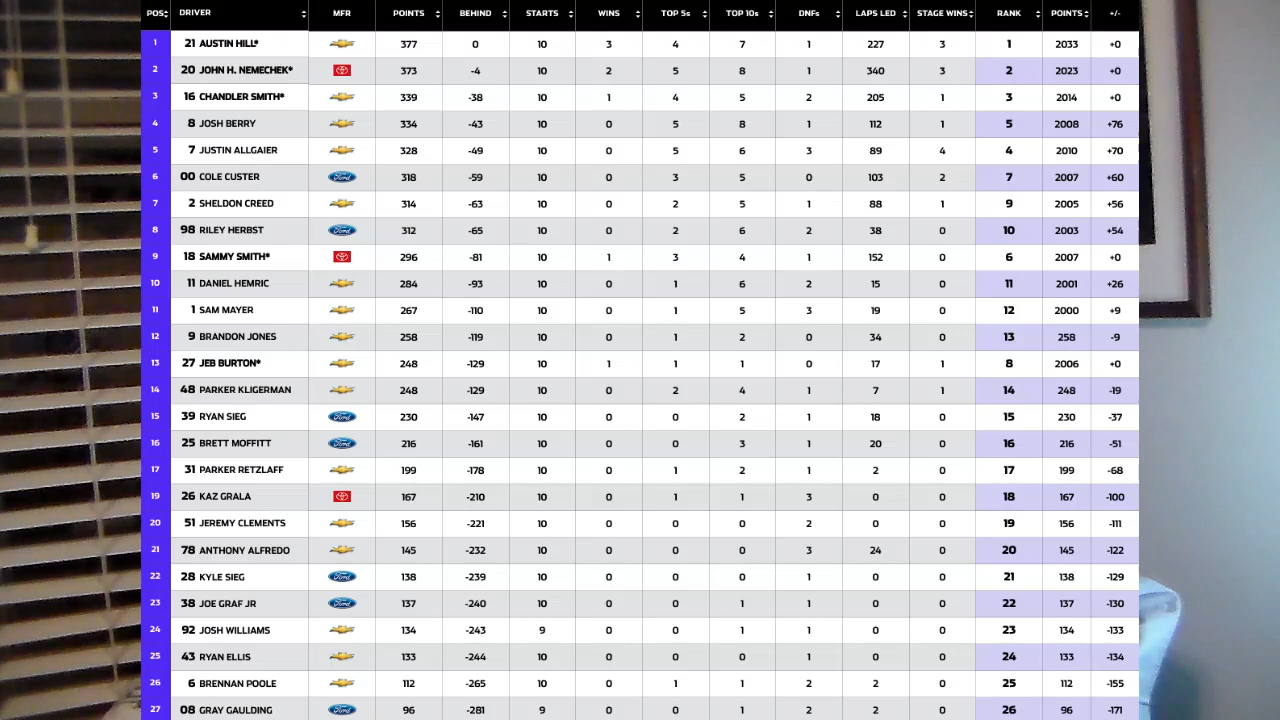 POS DRIVER MFR POINTS BEHIND STARTS WINS TOP 5s TOP 10s DNFs LAPS LED STAGE WINS RANK POINTS +/-
1 21 AUSTIN HILL* 377 0 10 3 4 7 1 227 3 1 2033 +0
2 20 JOHN H. NEMECHEK* 373 -4 10 2 5 8 1 340 3 2 2023 +0
3 16 CHANDLER SMITH* 339 -38 10 1 4 5 2 205 1 3 2014 +0
4 8 JOSH BERRY 334 -43 10 0 5 8 1 112 1 5 2008 +76
5 7 JUSTIN ALLGAIER 328 -49 10 0 5 6 3 89 4 4 2010 +70
6 00 COLE CUSTER Ford 318 -59 10 0 3 5 0 103 2 7 2007 +60
7 2 SHELDON CREED 314 -63 10 0 2 5 1 88 1 9 2005 +56
8 98 RILEY HERBST Ford 312 -65 10 0 2 6 2 38 0 10 2003 +54
9 18 SAMMY SMITH* 296 -81 10 1 3 4 1 152 0 6 2007 +0
10 11 DANIEL HEMRIC 284 -93 10 0 1 6 2 15 0 11 2001 +26
11 1 SAM MAYER 267 -110 10 0 1 5 3 19 0 12 2000 +9
12 9 BRANDON JONES 258 -119 10 0 1 2 0 34 0 13 258 -9
13 27 JEB BURTON* 248 -129 10 1 1 1 0 17 1 8 2006 +0
14 48 PARKER KLIGERMAN 248 -129 10 0 2 4 1 7 1 14 248 -19
15 39 RYAN SIEG Ford 230 -147 10 0 0 2 1 18 0 15 230 -37
16 25 BRETT MOFFITT Ford 216 -161 10 0 0 3 1 20 0 16 216 -51
17 31 PARKER RETZLAFF 199 -178 10 0 1 2 1 2 0 17 199 -68
19 26 KAZ GRALA 167 -210 10 0 1 1 3 0 0 18 167 -100
20 51 JEREMY CLEMENTS 156 -221 10 0 0 0 2 0 0 19 156 -111
21 78 ANTHONY ALFREDO 145 -232 10 0 0 0 3 24 0 20 145 -122
22 28 KYLE SIEG Ford 138 -239 10 0 0 0 1 0 0 21 138 -129
23 38 JOE GRAF JR Ford 137 -240 10 0 0 1 1 0 0 22 137 -130
24 92 JOSH WILLIAMS 134 -243 9 0 0 1 1 0 0 23 134 -133
25 43 RYAN ELLIS 133 -244 10 0 0 0 1 0 0 24 133 -134
26 6 BRENNAN POOLE 112 -265 10 0 1 1 2 2 0 25 112 -155
27 08 GRAY GAULDING Ford 96 -281 9 0 0 1 2 0 0 26 96 -171